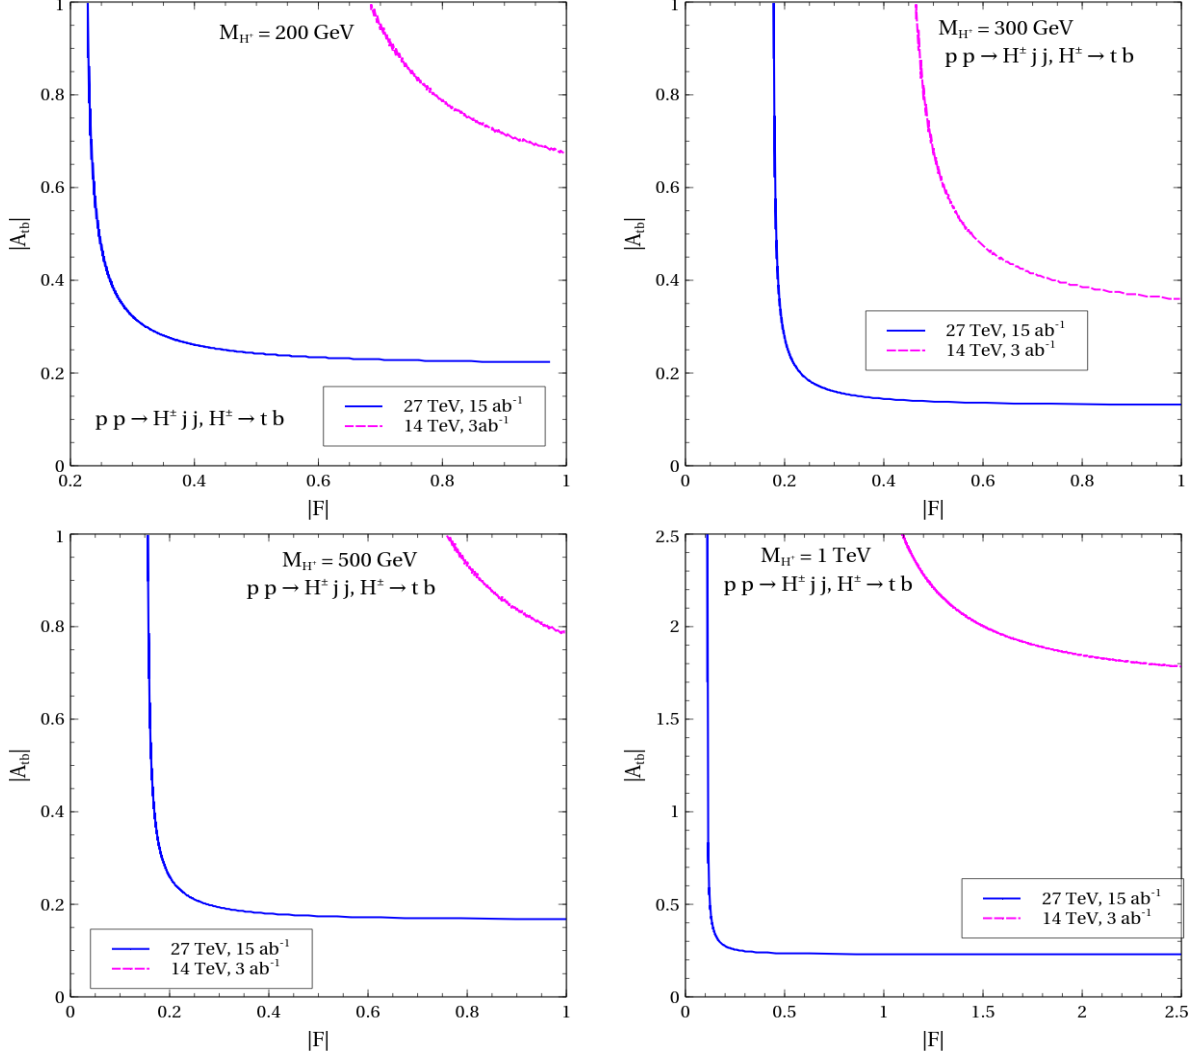 M_H⁺ = 200 GeV
|A_tb|
1
0.8
0.6
0.4
0.2
0
p p → H^± j j, H^± → t b
27 TeV, 15 ab⁻¹
14 TeV, 3ab⁻¹
0.2 0.4 0.6 0.8 1
|F|
M_H⁺ = 300 GeV
p p → H^± j j, H^± → t b
|A_tb|
1
0.8
0.6
0.4
0.2
0
27 TeV, 15 ab⁻¹
14 TeV, 3 ab⁻¹
0 0.2 0.4 0.6 0.8 1
|F|
M_H⁺ = 500 GeV
p p → H^± j j, H^± → t b
|A_tb|
1
0.8
0.6
0.4
0.2
0
27 TeV, 15 ab⁻¹
14 TeV, 3 ab⁻¹
0 0.2 0.4 0.6 0.8 1
|F|
M_H⁺ = 1 TeV
p p → H^± j j, H^± → t b
|A_tb|
2.5
2
1.5
1
0.5
0
27 TeV, 15 ab⁻¹
14 TeV, 3 ab⁻¹
0 0.5 1 1.5 2 2.5
|F|